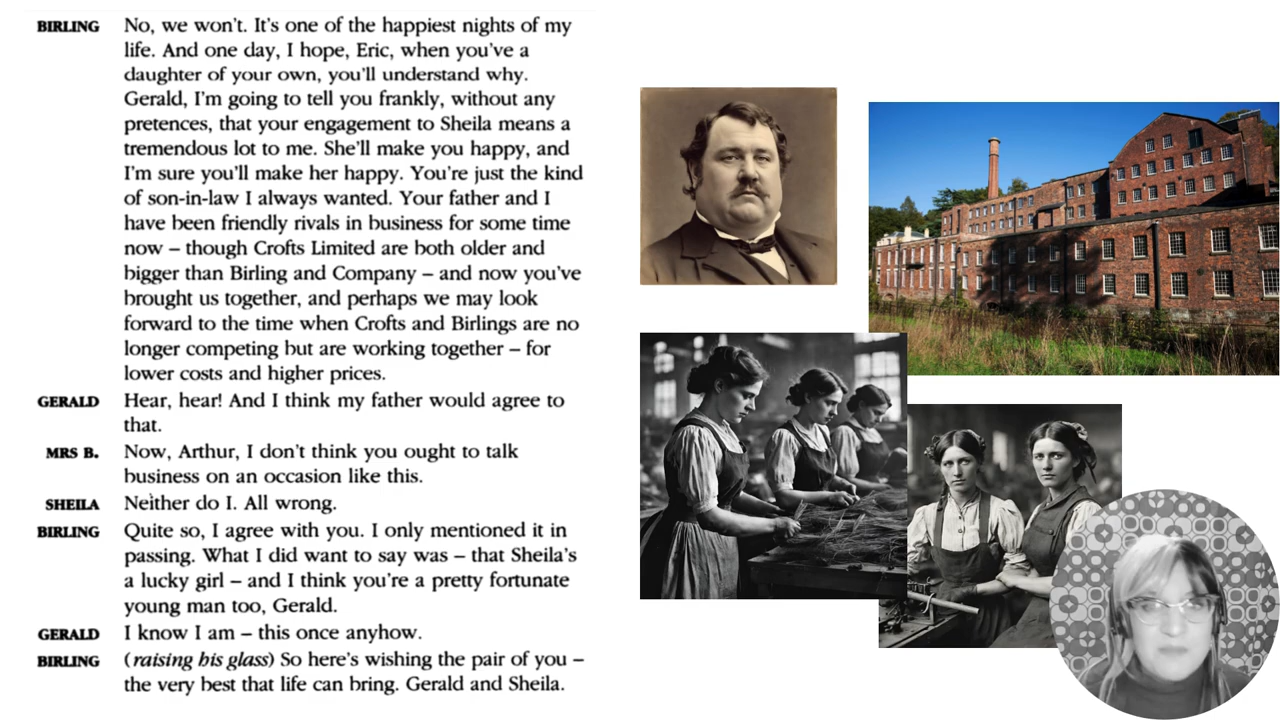 BIRLING No, we won't. It's one of the happiest nights of my
life. And one day, I hope, Eric, when you've a
daughter of your own, you'll understand why.
Gerald, I'm going to tell you frankly, without any
pretences, that your engagement to Sheila means a
tremendous lot to me. She'll make you happy, and
I'm sure you'll make her happy. You're just the kind
of son-in-law I always wanted. Your father and I
have been friendly rivals in business for some time
now – though Crofts Limited are both older and
bigger than Birling and Company – and now you've
brought us together, and perhaps we may look
forward to the time when Crofts and Birlings are no
longer competing but are working together – for
lower costs and higher prices.
GERALD Hear, hear! And I think my father would agree to
that.
MRS B. Now, Arthur, I don't think you ought to talk
business on an occasion like this.
SHEILA Neither do I. All wrong.
BIRLING Quite so, I agree with you. I only mentioned it in
passing. What I did want to say was – that Sheila's
a lucky girl – and I think you're a pretty fortunate
young man too, Gerald.
GERALD I know I am – this once anyhow.
BIRLING (raising his glass) So here's wishing the pair of you –
the very best that life can bring. Gerald and Sheila.